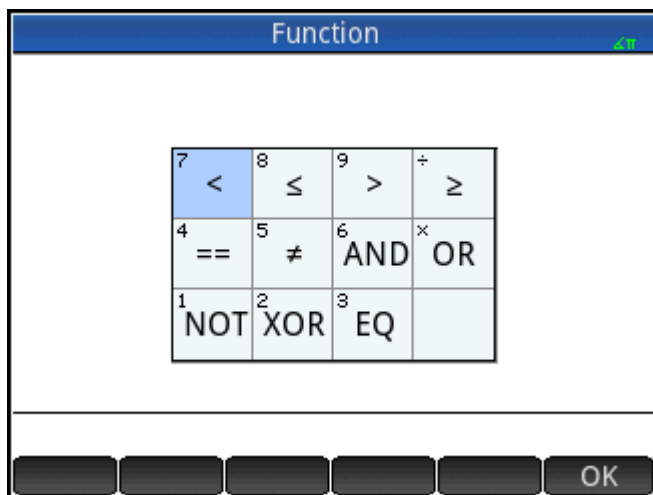 Function
∡π
7 < 8 ≤ 9 > ÷ ≥
4 == 5 ≠ 6 AND × OR
1 NOT 2 XOR 3 EQ
OK